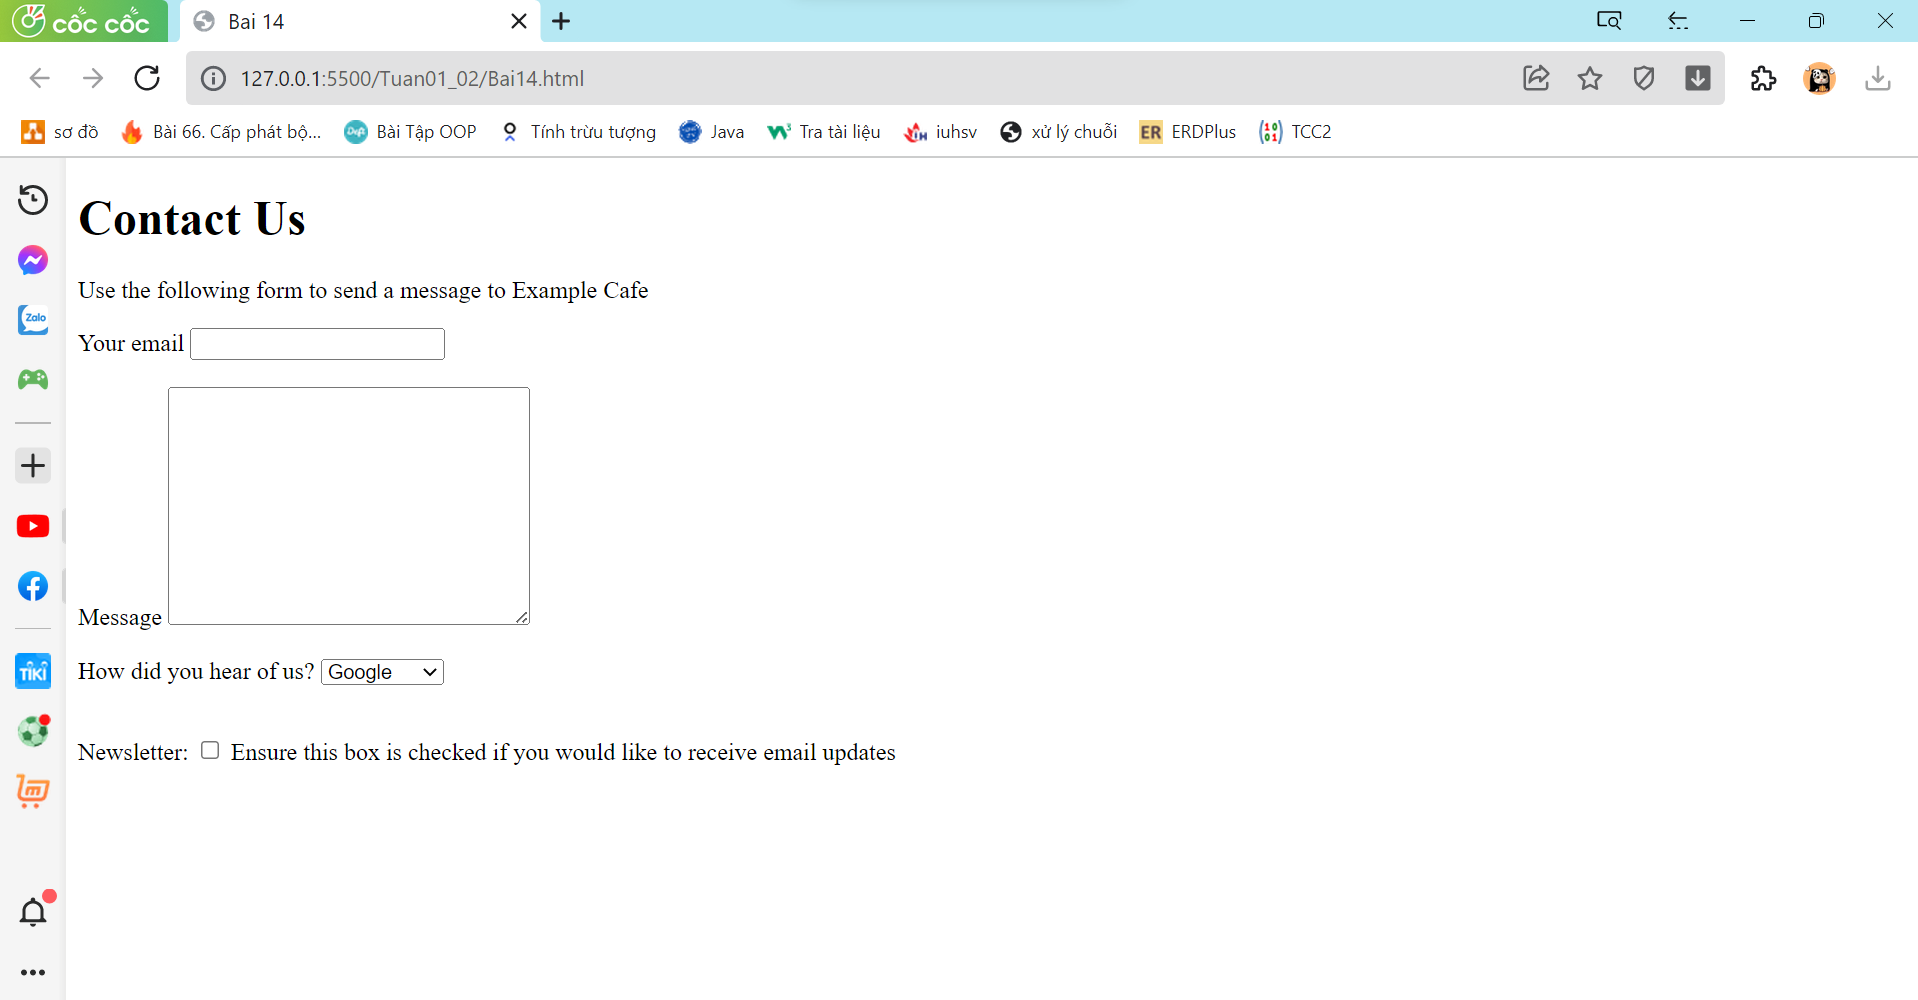 cốc cốc
Bai 14
127.0.0.1:5500/Tuan01_02/Bai14.html
sơ đồ
Bài 66. Cấp phát bộ...
Bài Tập OOP
Tính trừu tượng
Java
Tra tài liệu
iuhsv
xử lý chuỗi
ER ERDPlus
TCC2
Contact Us
Use the following form to send a message to Example Cafe
Zalo
Your email
Message
TIKI
How did you hear of us? Google
Newsletter: Ensure this box is checked if you would like to receive email updates